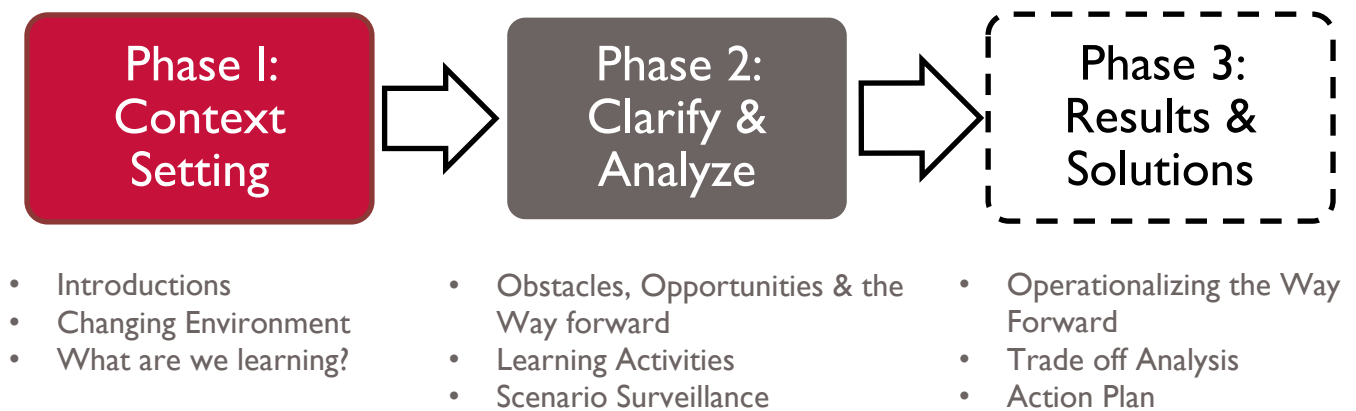 Phase 1:
Context
Setting
Phase 2:
Clarify &
Analyze
Phase 3:
Results &
Solutions
• Introductions
• Changing Environment
• What are we learning?
• Obstacles, Opportunities & the
Way forward
• Learning Activities
• Scenario Surveillance
• Operationalizing the Way
Forward
• Trade off Analysis
• Action Plan